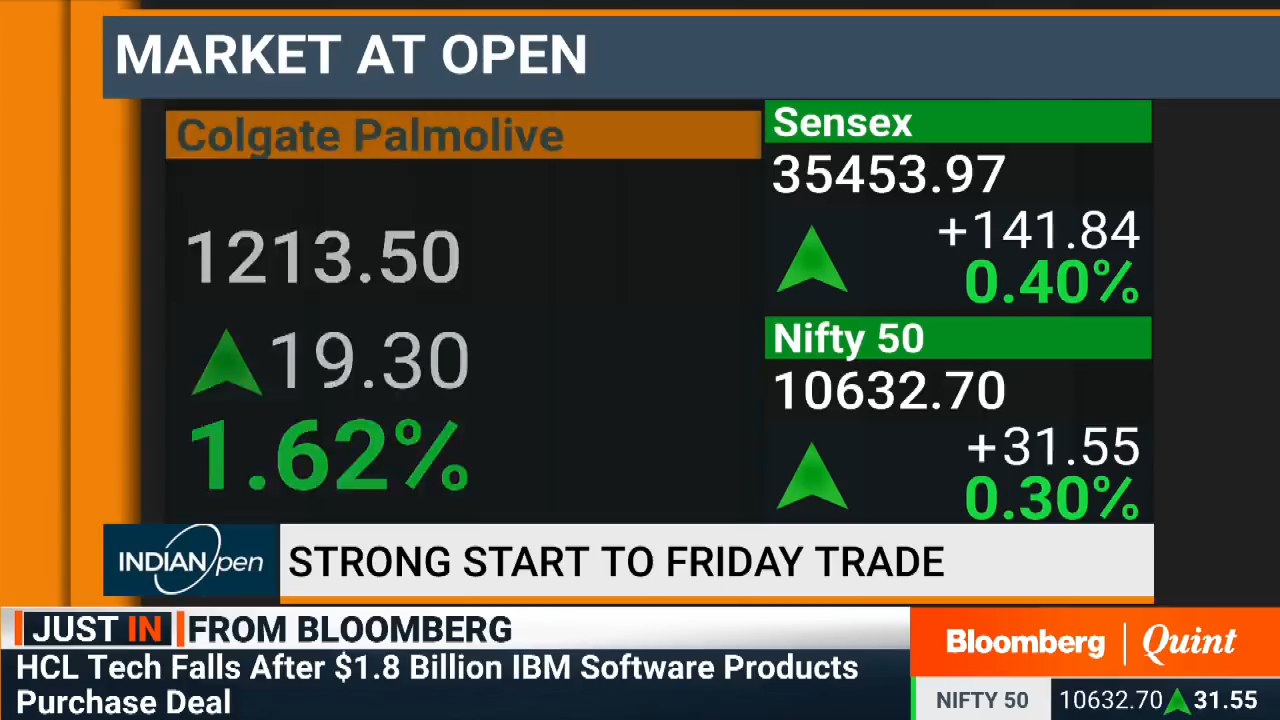 MARKET AT OPEN
Colgate Palmolive
1213.50
19.30
1.62%
Sensex
35453.97
+141.84
0.40%
Nifty 50
10632.70
+31.55
0.30%
INDIAN open
STRONG START TO FRIDAY TRADE
JUST IN FROM BLOOMBERG
HCL Tech Falls After $1.8 Billion IBM Software Products
Purchase Deal
Bloomberg | Quint
NIFTY 50 10632.70 31.55